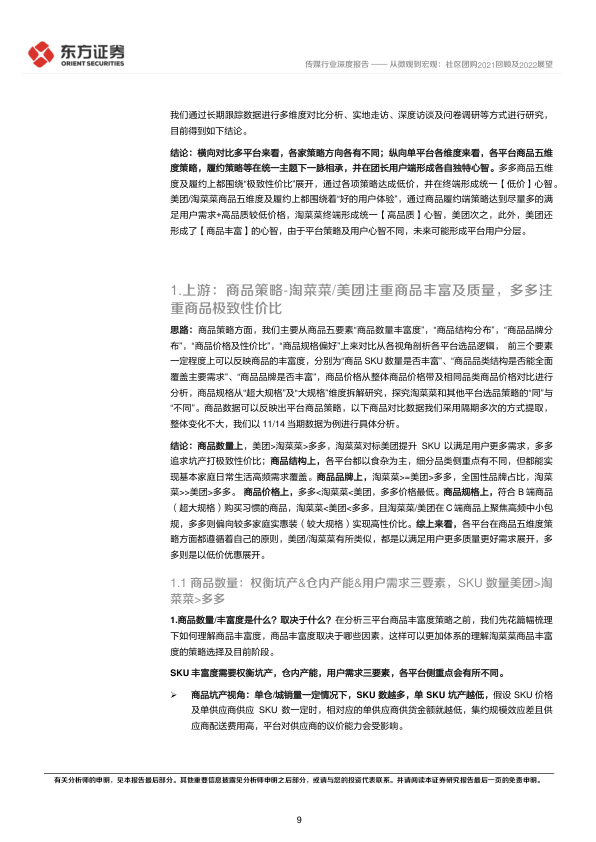 东方证券
ORIENT SECURITIES
传媒行业深度报告 —— 从微观到宏观：社区团购2021回顾及2022展望
我们通过长期跟踪数据进行多维度对比分析、实地走访、深度访谈及问卷调研等方式进行研究，
目前得到如下结论。
结论：横向对比多平台来看，各家策略方向各有不同；纵向单平台各维度来看，各平台商品五维
度策略，履约策略等在统一主题下一脉相承，并在团长用户端形成各自独特心智。多多商品五维
度及履约上都围绕“极致性价比”展开，通过各项策略达成低价，并在终端形成统一【低价】心智。
美团/淘菜菜商品五维度及履约上都围绕着“好的用户体验”，通过商品履约端策略达到尽量多的满
足用户需求+高品质较低价格，淘菜菜终端形成统一【高品质】心智，美团次之，此外，美团还
形成了【商品丰富】的心智，由于平台策略及用户心智不同，未来可能形成平台用户分层。
1.上游：商品策略-淘菜菜/美团注重商品丰富及质量，多多注
重商品极致性价比
思路：商品策略方面，我们主要从商品五要素“商品数量丰富度”，“商品结构分布”，“商品品牌分
布”，“商品价格及性价比”，“商品规格偏好”上来对比从各视角剖析各平台选品逻辑， 前三个要素
一定程度上可以反映商品的丰富度，分别为“商品 SKU 数量是否丰富”、“商品品类结构是否能全面
覆盖主要需求”、“商品品牌是否丰富”，商品价格从整体商品价格带及相同品类商品价格对比进行
分析，商品规格从“超大规格”及“大规格”维度拆解研究，探究淘菜菜和其他平台选品策略的“同”与
“不同”。商品数据可以反映出平台商品策略，以下商品对比数据我们采用隔期多次的方式提取，
整体变化不大，我们以 11/14 当期数据为例进行具体分析。
结论：商品数量上，美团>淘菜菜>多多，淘菜菜对标美团提升 SKU 以满足用户更多需求，多多
追求坑产打极致性价比；商品结构上，各平台都以食杂为主，细分品类侧重点有不同，但都能实
现基本家庭日常生活高频需求覆盖。商品品牌上，淘菜菜>=美团>多多，全国性品牌占比，淘菜
菜>>美团>多多。 商品价格上，多多<淘菜菜<美团，多多价格最低。商品规格上，符合 B 端商品
（超大规格）购买习惯的商品，淘菜菜<美团<多多，且淘菜菜/美团在 C 端商品上聚焦高频中小包
规，多多则偏向较多家庭实惠装（较大规格）实现高性价比。综上来看，各平台在商品五维度策
略方面都遵循着自己的原则，美团/淘菜菜有所类似，都是以满足用户更多质量更好需求展开，多
多则是以低价优惠展开。
1.1 商品数量：权衡坑产&仓内产能&用户需求三要素，SKU 数量美团>淘
菜菜>多多
1.商品数量/丰富度是什么？取决于什么？在分析三平台商品丰富度策略之前，我们先花篇幅梳理
下如何理解商品丰富度，商品丰富度取决于哪些因素，这样可以更加体系的理解淘菜菜商品丰富
度的策略选择及目前阶段。
SKU 丰富度需要权衡坑产，仓内产能，用户需求三要素，各平台侧重点会有所不同。
➢ 商品坑产视角：单仓/城销量一定情况下，SKU 数越多，单 SKU 坑产越低，假设 SKU 价格
及单供应商供应 SKU 数一定时，相对应的单供应商供货金额就越低，集约规模效应差且供
应商配送费用高，平台对供应商的议价能力会受影响。
有关分析师的申明，见本报告最后部分。其他重要信息披露见分析师申明之后部分，或请与您的投资代表联系。并请阅读本证券研究报告最后一页的免责申明。
9